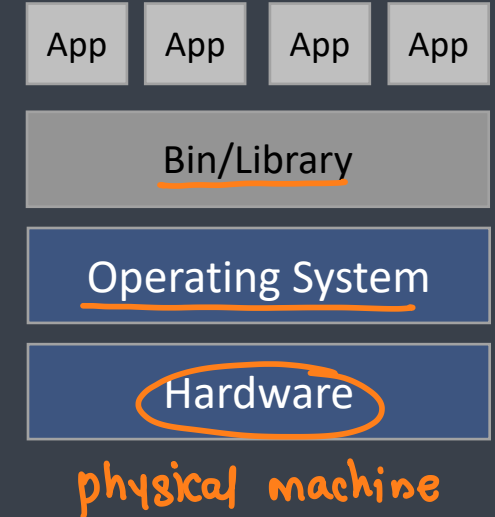 App App App App
Bin/Library
Operating System
Hardware
physical machine